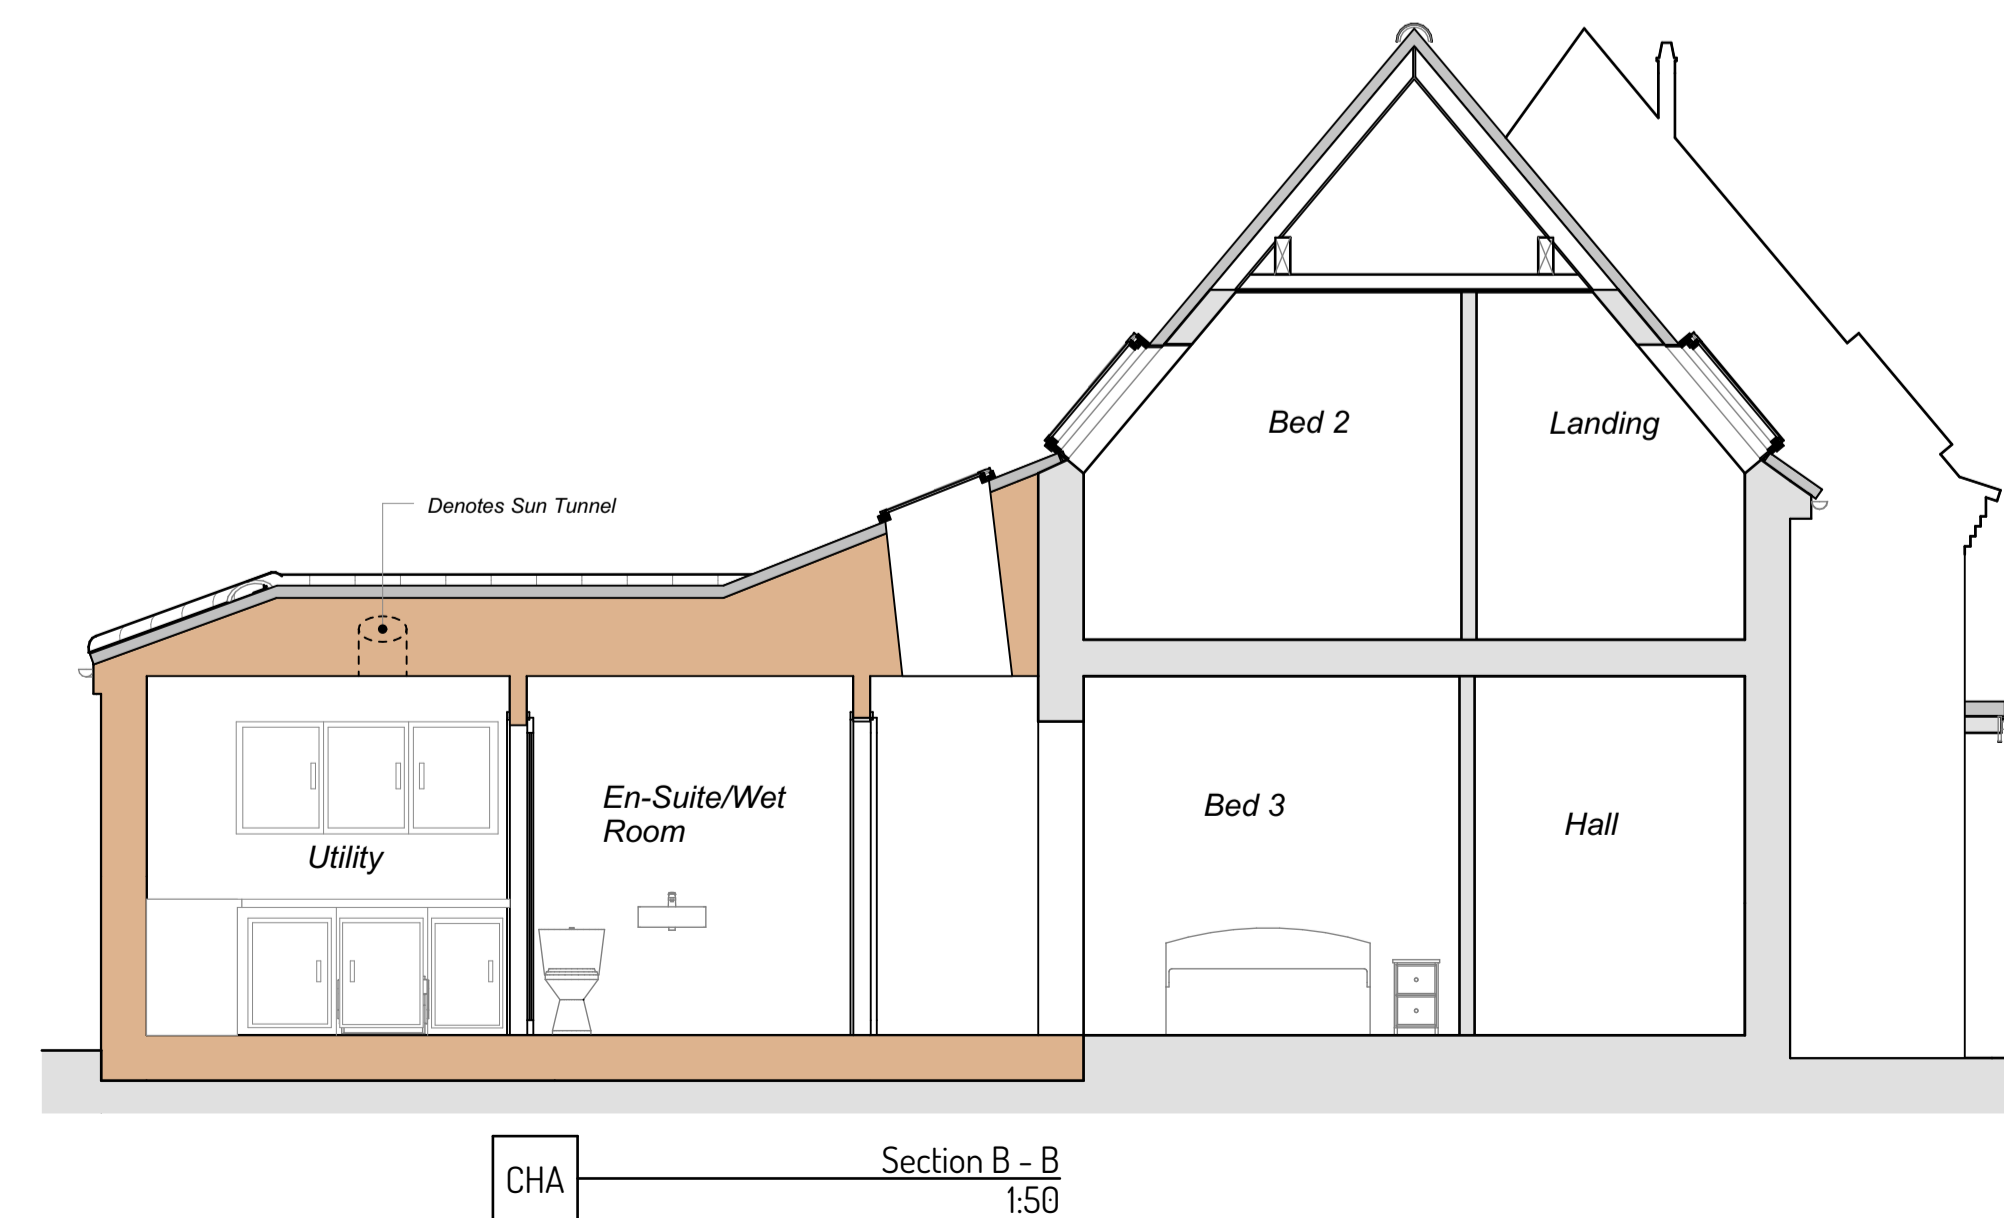 Bed 2
Landing
Denotes Sun Tunnel
En-Suite/Wet
Room
Bed 3
Hall
Utility
CHA
Section B - B
1:50